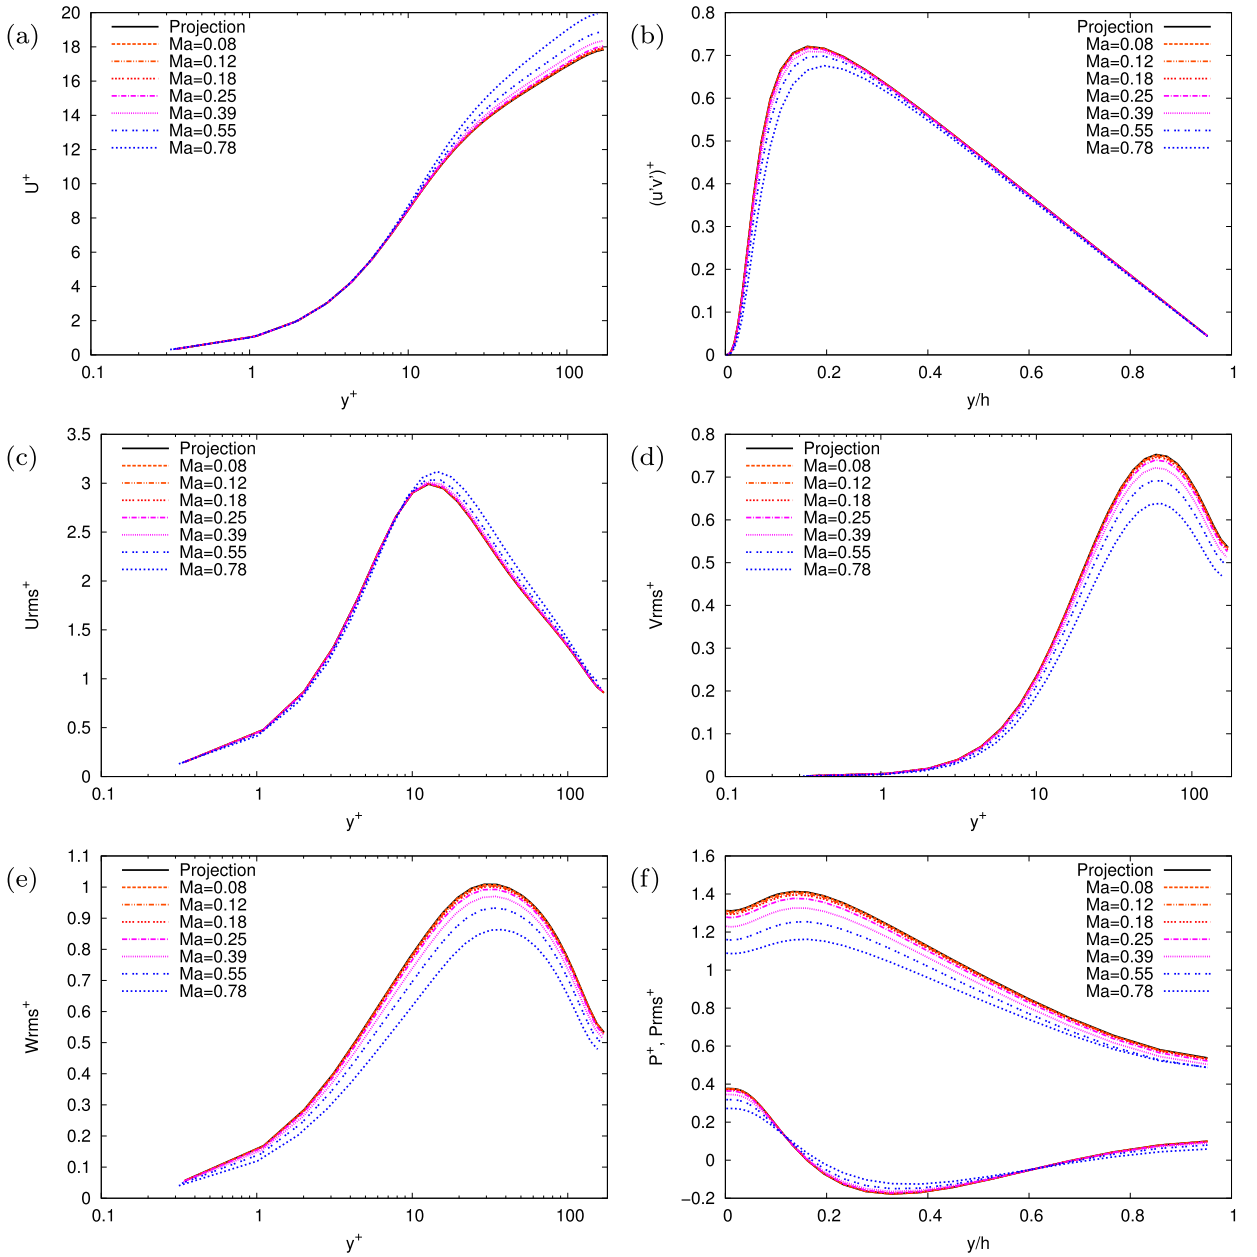 (a)
20
18
16
14
12
10
8
6
4
2
0
0.1
1
10
100
U+
y+
Projection
Ma=0.08
Ma=0.12
Ma=0.18
Ma=0.25
Ma=0.39
Ma=0.55
Ma=0.78
(b)
0.8
0.7
0.6
0.5
0.4
0.3
0.2
0.1
0
0
0.2
0.4
0.6
0.8
1
(u'v')+
y/h
Projection
Ma=0.08
Ma=0.12
Ma=0.18
Ma=0.25
Ma=0.39
Ma=0.55
Ma=0.78
(c)
3.5
3
2.5
2
1.5
1
0.5
0
0.1
1
10
100
Urms+
y+
Projection
Ma=0.08
Ma=0.12
Ma=0.18
Ma=0.25
Ma=0.39
Ma=0.55
Ma=0.78
(d)
0.8
0.7
0.6
0.5
0.4
0.3
0.2
0.1
0
0.1
1
10
100
Vrms+
y+
Projection
Ma=0.08
Ma=0.12
Ma=0.18
Ma=0.25
Ma=0.39
Ma=0.55
Ma=0.78
(e)
1.1
1
0.9
0.8
0.7
0.6
0.5
0.4
0.3
0.2
0.1
0
0.1
1
10
100
Wrms+
y+
Projection
Ma=0.08
Ma=0.12
Ma=0.18
Ma=0.25
Ma=0.39
Ma=0.55
Ma=0.78
(f)
1.6
1.4
1.2
1
0.8
0.6
0.4
0.2
0
−0.2
0
0.2
0.4
0.6
0.8
1
P+, Prms+
y/h
Projection
Ma=0.08
Ma=0.12
Ma=0.18
Ma=0.25
Ma=0.39
Ma=0.55
Ma=0.78